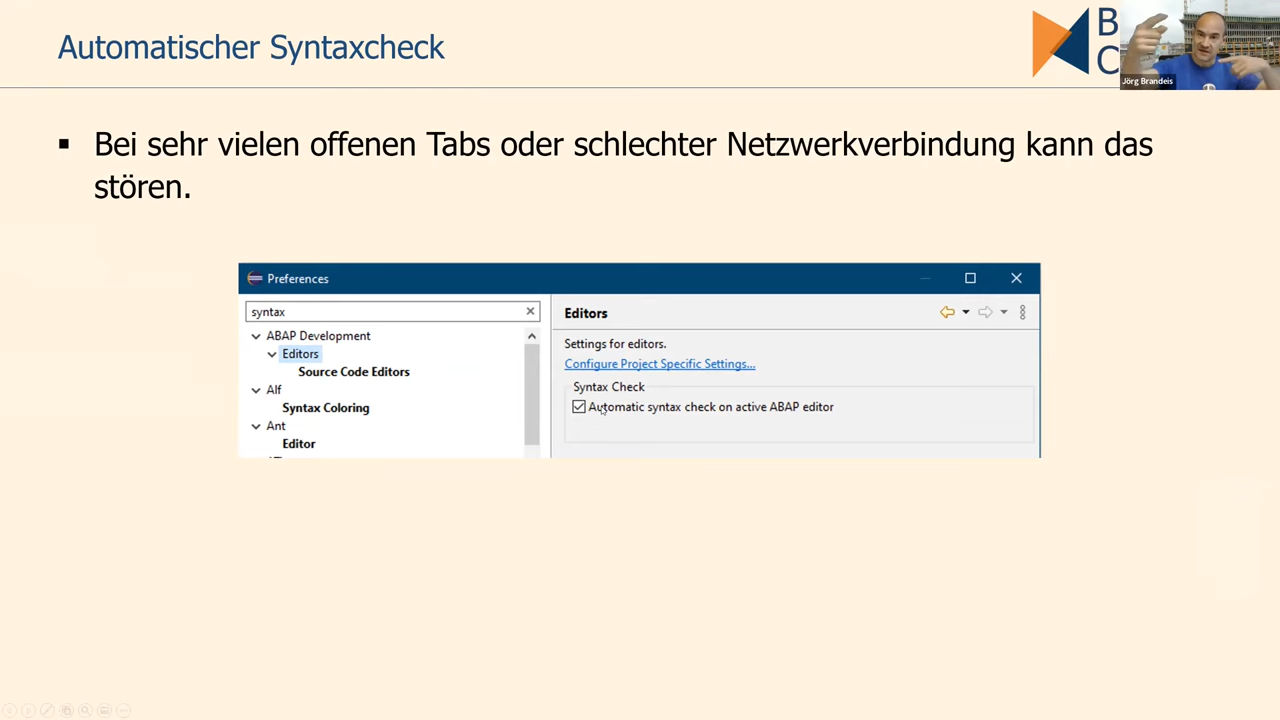 Automatischer Syntaxcheck
B
C
Jörg Brandeis
▪ Bei sehr vielen offenen Tabs oder schlechter Netzwerkverbindung kann das
stören.
Preferences
syntax
ABAP Development
Editors
Source Code Editors
Alf
Syntax Coloring
Ant
Editor
Editors
Settings for editors.
Configure Project Specific Settings...
Syntax Check
Automatic syntax check on active ABAP editor